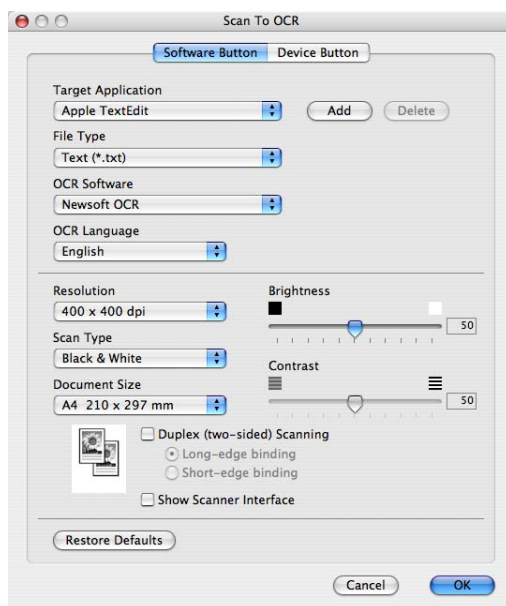 Scan To OCR
Software Button Device Button
Target Application
Apple TextEdit Add Delete
File Type
Text (*.txt)
OCR Software
Newsoft OCR
OCR Language
English
Resolution Brightness
400 x 400 dpi 50
Scan Type
Black & White Contrast
Document Size
A4 210 x 297 mm 50
Duplex (two-sided) Scanning
Long-edge binding
Short-edge binding
Show Scanner Interface
Restore Defaults
Cancel OK